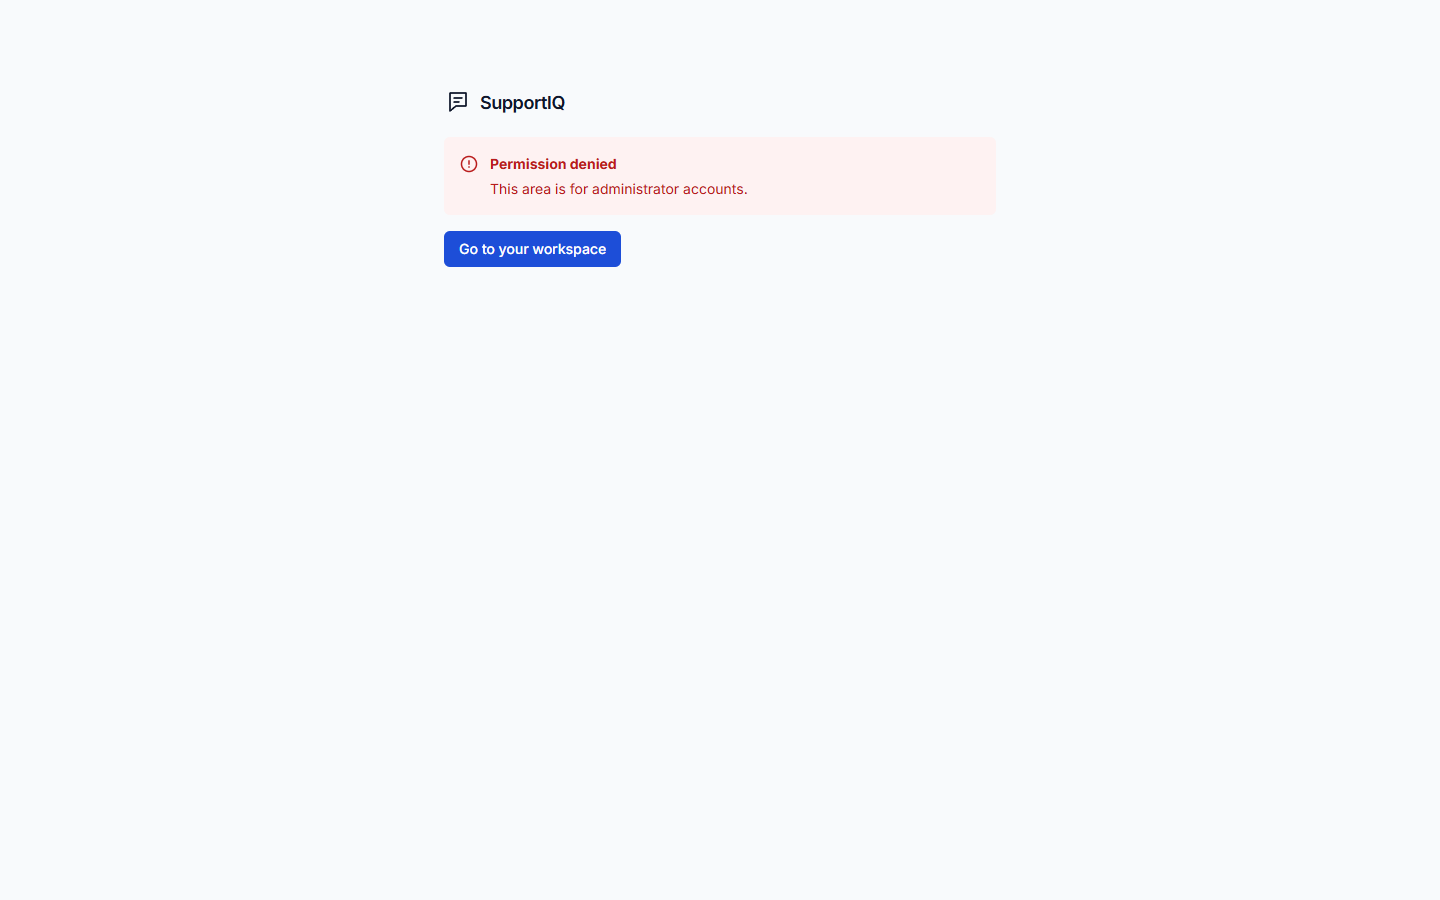 SupportIQ
Permission denied
This area is for administrator accounts.
Go to your workspace